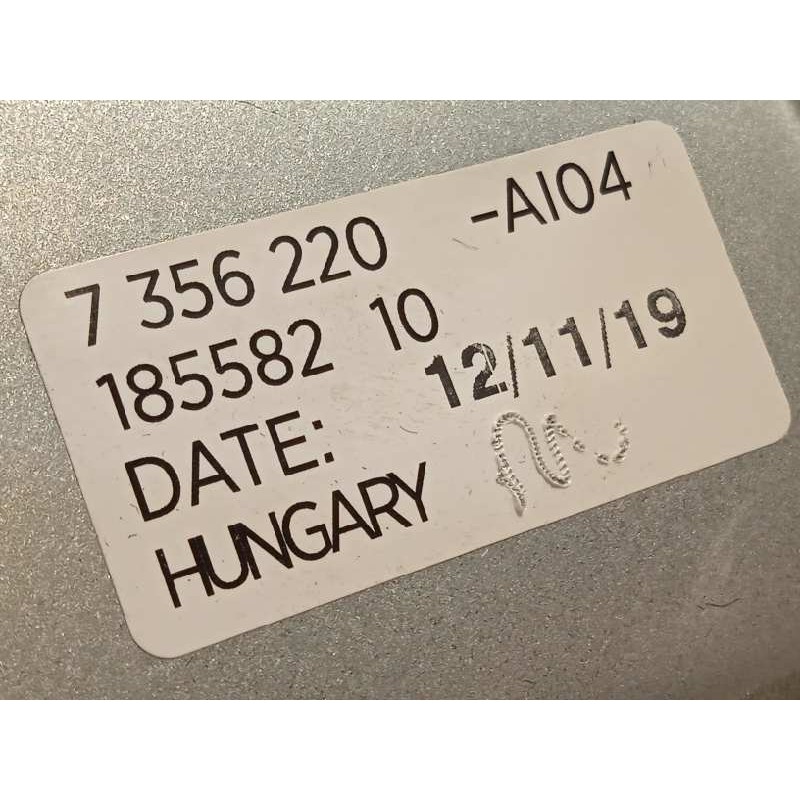 7 356 220 -AI04
185582 10
DATE: 12/11/19
HUNGARY